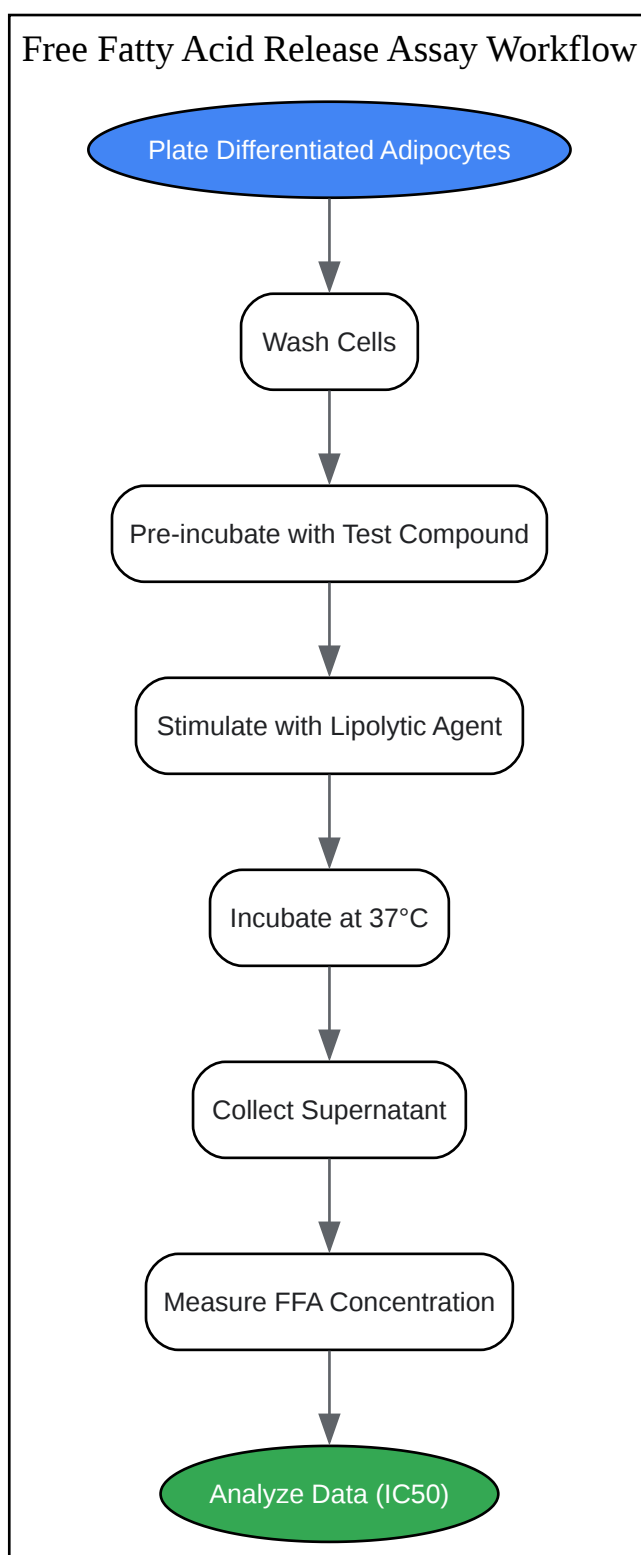 Free Fatty Acid Release Assay Workflow
Plate Differentiated Adipocytes
Wash Cells
Pre-incubate with Test Compound
Stimulate with Lipolytic Agent
Incubate at 37°C
Collect Supernatant
Measure FFA Concentration
Analyze Data (IC50)